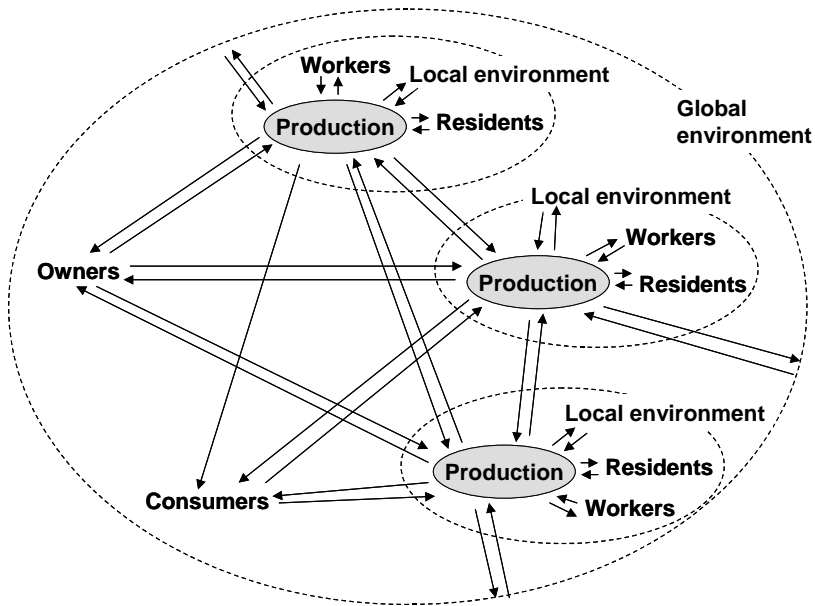 Workers
Local environment
Production
Residents
Global
environment
Local environment
Workers
Owners
Production
Residents
Local environment
Production
Residents
Consumers
Workers